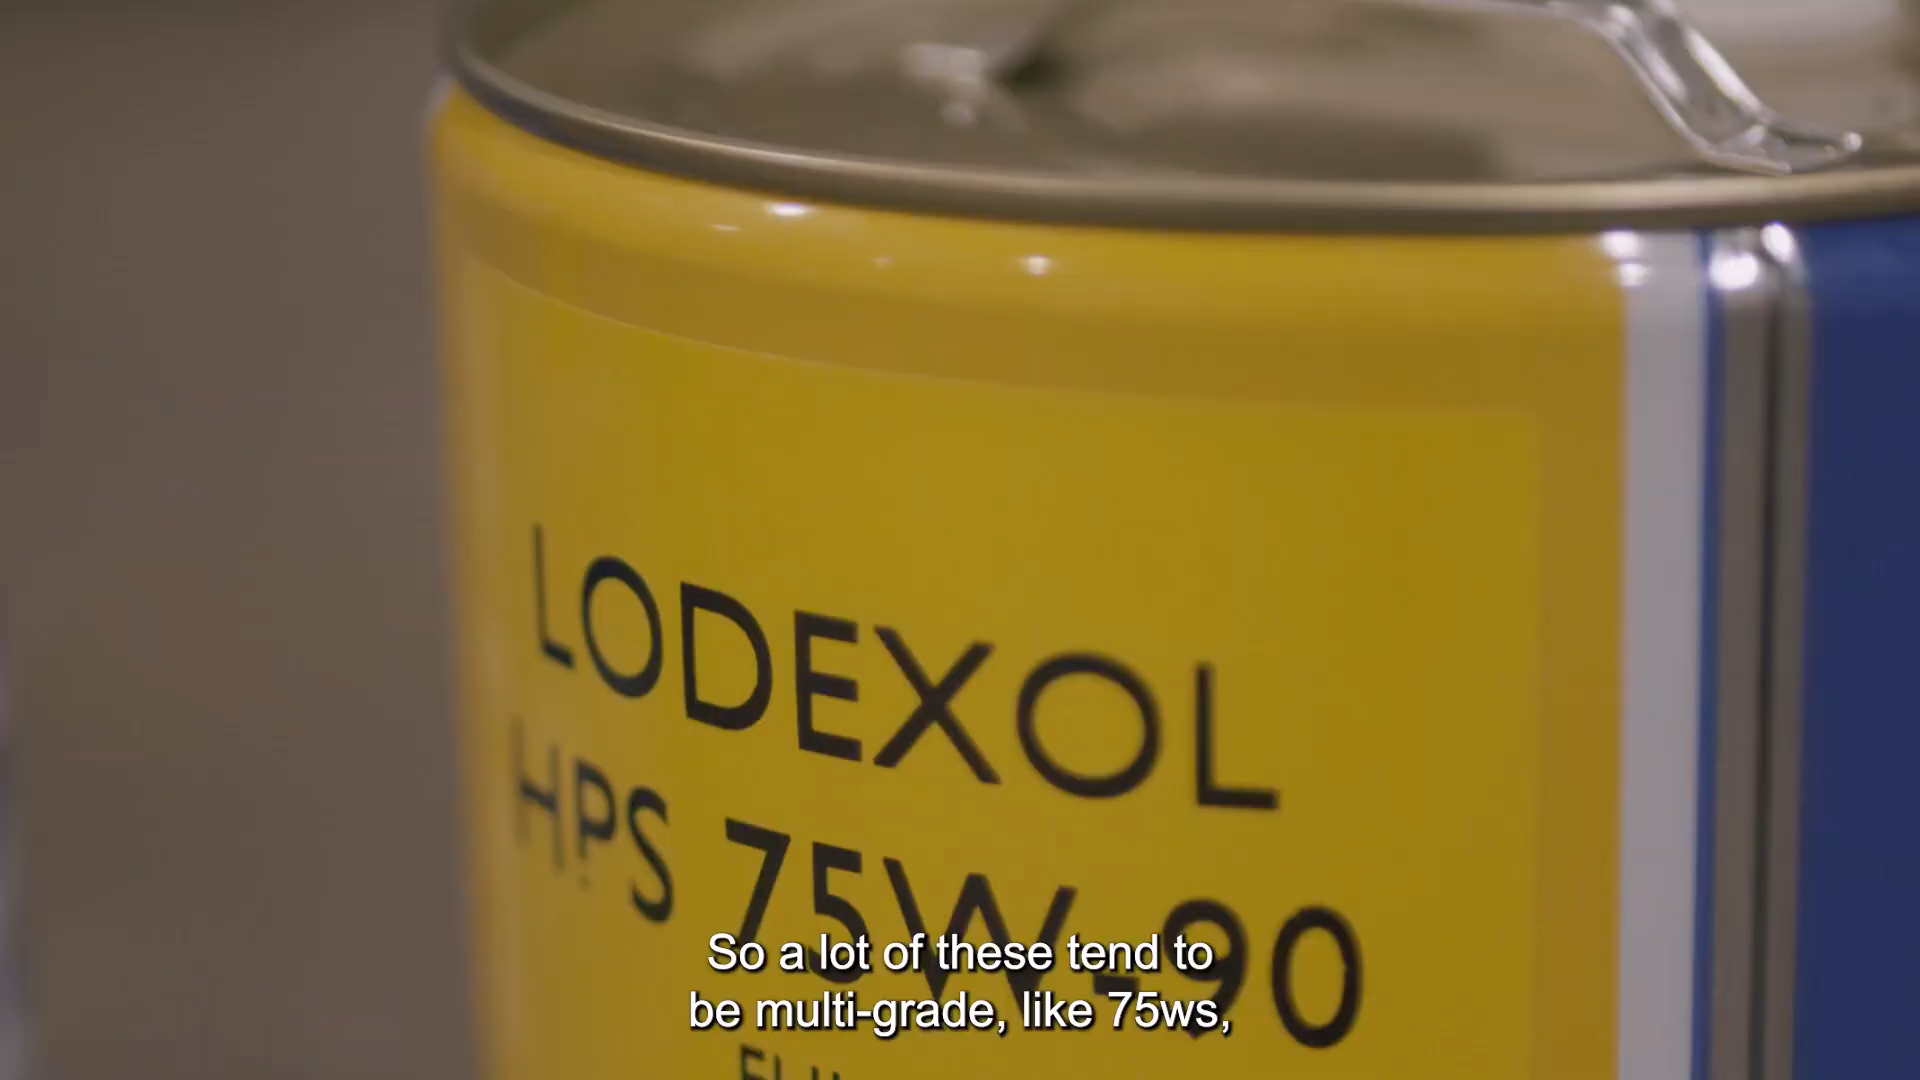 LODEXOL
HPS 75W-90
So a lot of these tend to
be multi-grade, like 75ws,